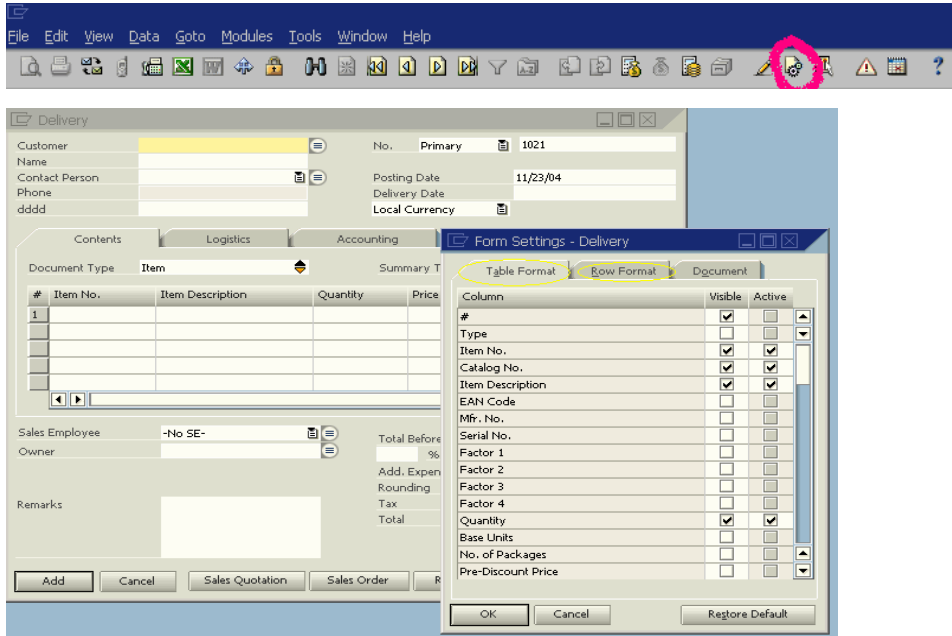 File Edit View Data Goto Modules Tools Window Help
Delivery
Customer
No. Primary 1021
Name
Contact Person
Posting Date 11/23/04
Phone
Delivery Date
dddd
Local Currency
Contents Logistics Accounting
Document Type Item Summary T
# Item No. Item Description Quantity Price
1
Sales Employee -No SE-
Owner
Total Before
%
Add. Expen
Rounding
Remarks
Tax
Total
Add Cancel Sales Quotation Sales Order R
Form Settings - Delivery
Table Format Row Format Document
Column Visible Active
#
Type
Item No.
Catalog No.
Item Description
EAN Code
Mfr. No.
Serial No.
Factor 1
Factor 2
Factor 3
Factor 4
Quantity
Base Units
No. of Packages
Pre-Discount Price
OK Cancel Restore Default